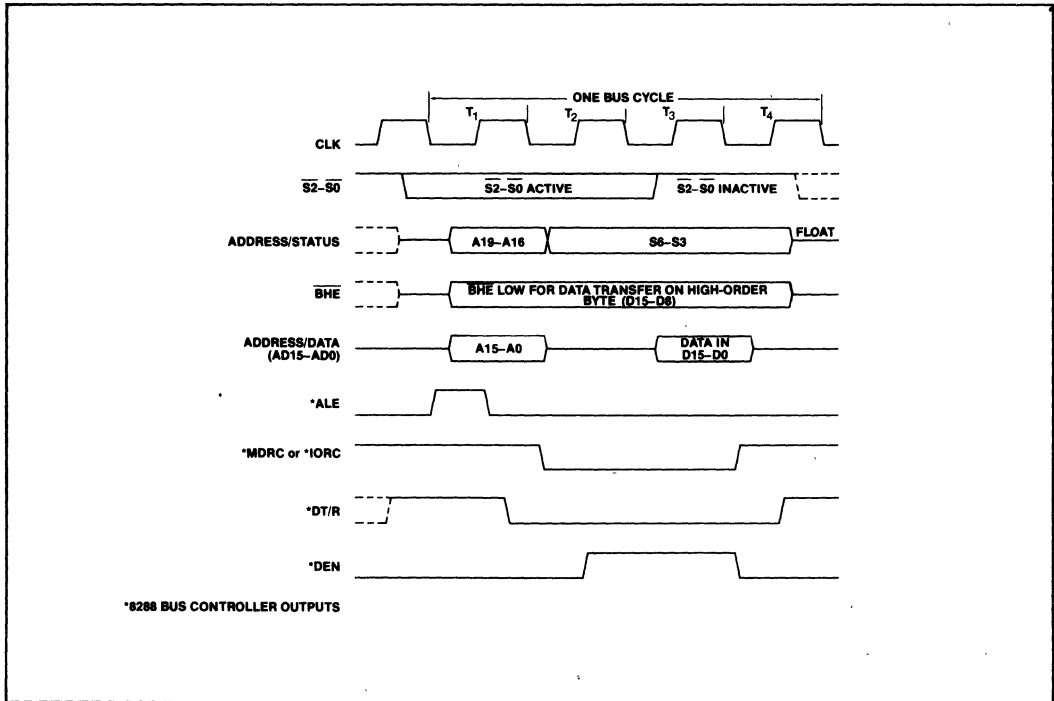 ONE BUS CYCLE
T1 T2 T3 T4
CLK
S2–S0 S2–S0 ACTIVE S2–S0 INACTIVE
ADDRESS/STATUS A19–A16 S6–S3 FLOAT
BHE BHE LOW FOR DATA TRANSFER ON HIGH-ORDER
BYTE (D15–D8)
ADDRESS/DATA
(AD15–AD0) A15–A0 DATA IN
D15–D0
*ALE
*MDRC or *IORC
*DT/R
*DEN
*8288 BUS CONTROLLER OUTPUTS